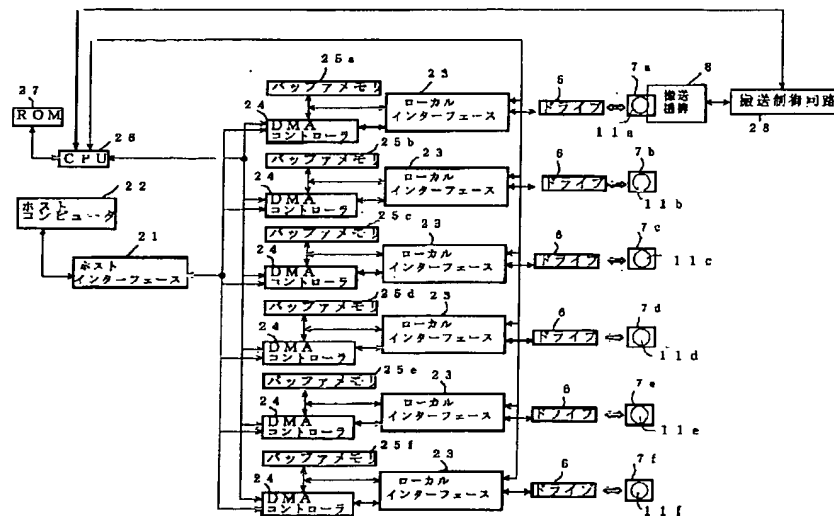 25a
バッファメモリ
23
ローカル
インターフェース
24
DMA
コントローラ
6
ドライブ
7a
11a
8
搬送
機構
搬送制御回路
28
27
ROM
26
CPU
22
ホスト
コンピュータ
21
ホスト
インターフェース
25b
バッファメモリ
23
ローカル
インターフェース
24
DMA
コントローラ
6
ドライブ
7b
11b
25c
バッファメモリ
23
ローカル
インターフェース
24
DMA
コントローラ
6
ドライブ
7c
11c
25d
バッファメモリ
23
ローカル
インターフェース
24
DMA
コントローラ
6
ドライブ
7d
11d
25e
バッファメモリ
23
ローカル
インターフェース
24
DMA
コントローラ
6
ドライブ
7e
11e
25f
バッファメモリ
23
ローカル
インターフェース
24
DMA
コントローラ
6
ドライブ
7f
11f